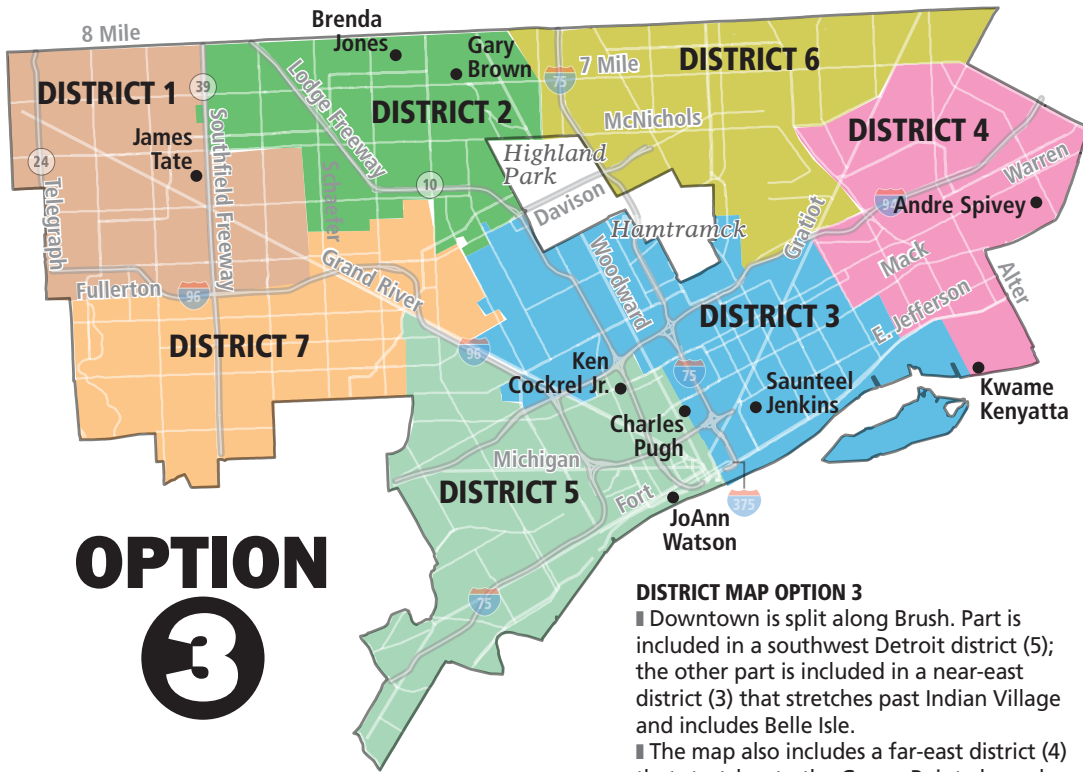 8 Mile
Brenda
Jones
Gary
Brown
DISTRICT 1
39
Lodge Freeway
75
7 Mile
DISTRICT 6
James
Tate
DISTRICT 2
McNichols
DISTRICT 4
24
Telegraph
Southfield Freeway
Schaefer
10
Highland
Park
Davison
Warren
94
Andre Spivey
Hamtramck
Gratiot
Mack
Fullerton
96
Grand River
Woodward
DISTRICT 3
E. Jefferson
Alter
DISTRICT 7
96
Ken
Cockrel Jr.
75
Saunteel
Jenkins
Kwame
Kenyatta
Charles
Pugh
Michigan
DISTRICT 5
Fort
375
JoAnn
Watson
75
OPTION
3
DISTRICT MAP OPTION 3
Downtown is split along Brush. Part is
included in a southwest Detroit district (5);
the other part is included in a near-east
district (3) that stretches past Indian Village
and includes Belle Isle.
The map also includes a far-east district (4)